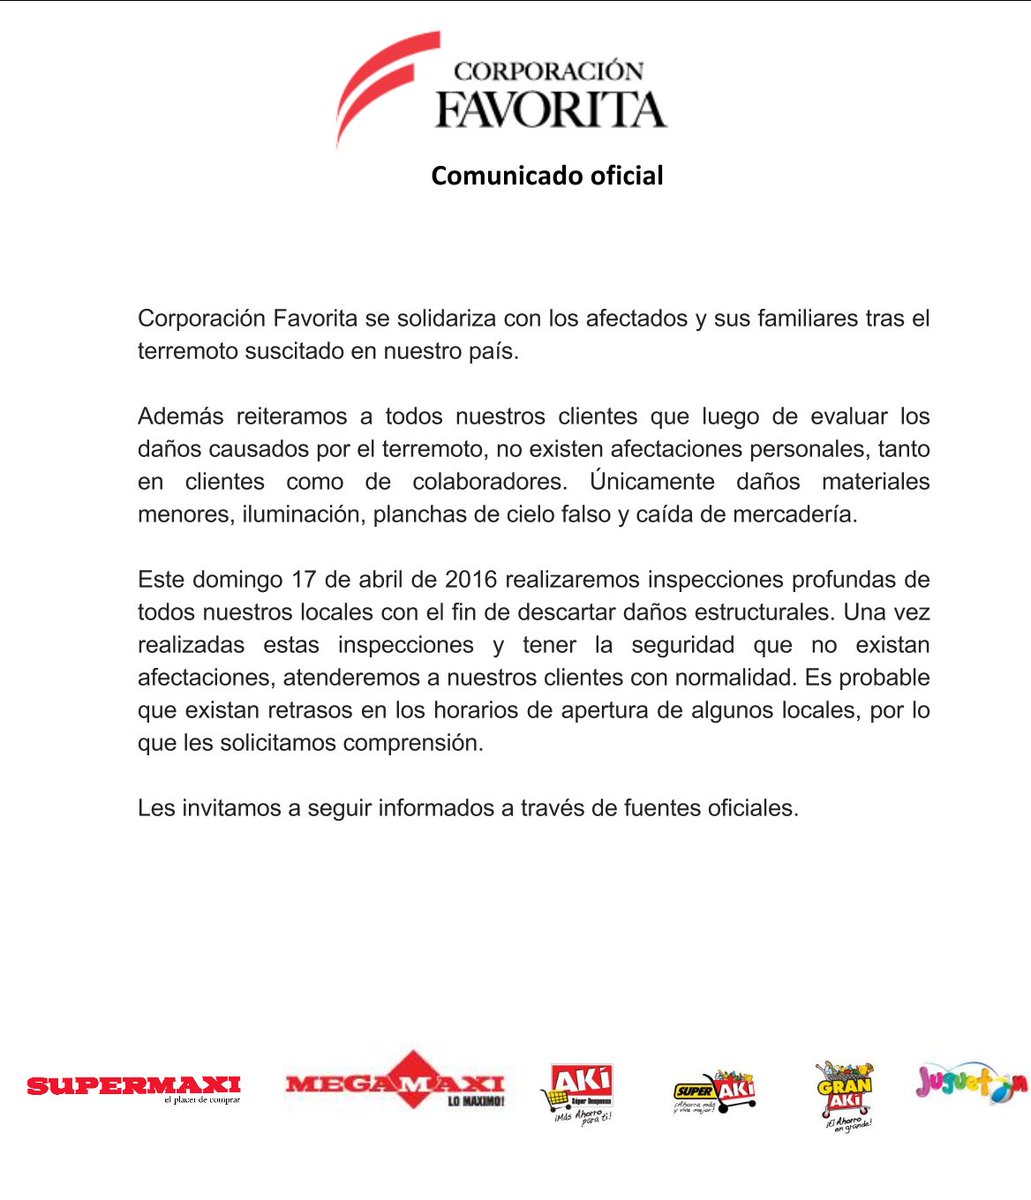 CORPORACIÓN
FAVORITA
Comunicado oficial
Corporación Favorita se solidariza con los afectados y sus familiares tras el
terremoto suscitado en nuestro país.
Además reiteramos a todos nuestros clientes que luego de evaluar los
daños causados por el terremoto, no existen afectaciones personales, tanto
en clientes como de colaboradores. Únicamente daños materiales
menores, iluminación, planchas de cielo falso y caída de mercadería.
Este domingo 17 de abril de 2016 realizaremos inspecciones profundas de
todos nuestros locales con el fin de descartar daños estructurales. Una vez
realizadas estas inspecciones y tener la seguridad que no existan
afectaciones, atenderemos a nuestros clientes con normalidad. Es probable
que existan retrasos en los horarios de apertura de algunos locales, por lo
que les solicitamos comprensión.
Les invitamos a seguir informados a través de fuentes oficiales.
SUPERMAXI
el placer de comprar
MEGAMAXI
LO MAXIMO!
AKí
Súper Despensa
¡Más Ahorro
para ti!
SUPER AKí
¡Ahorra más
y vive mejor!
GRAN
AKí
¡El Ahorro
en grande!
Juguetón